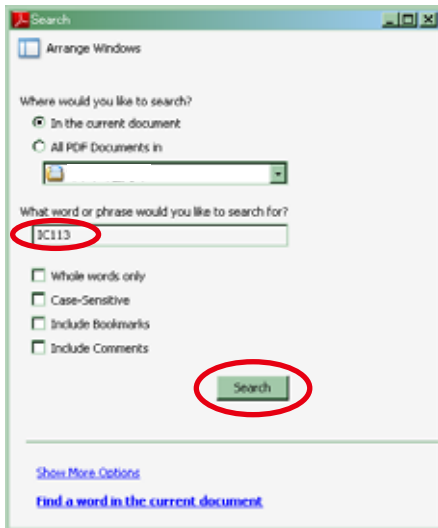 Search
Arrange Windows
Where would you like to search?
In the current document
All PDF Documents in
What word or phrase would you like to search for?
IC113
Whole words only
Case-Sensitive
Include Bookmarks
Include Comments
Search
Show More Options
Find a word in the current document